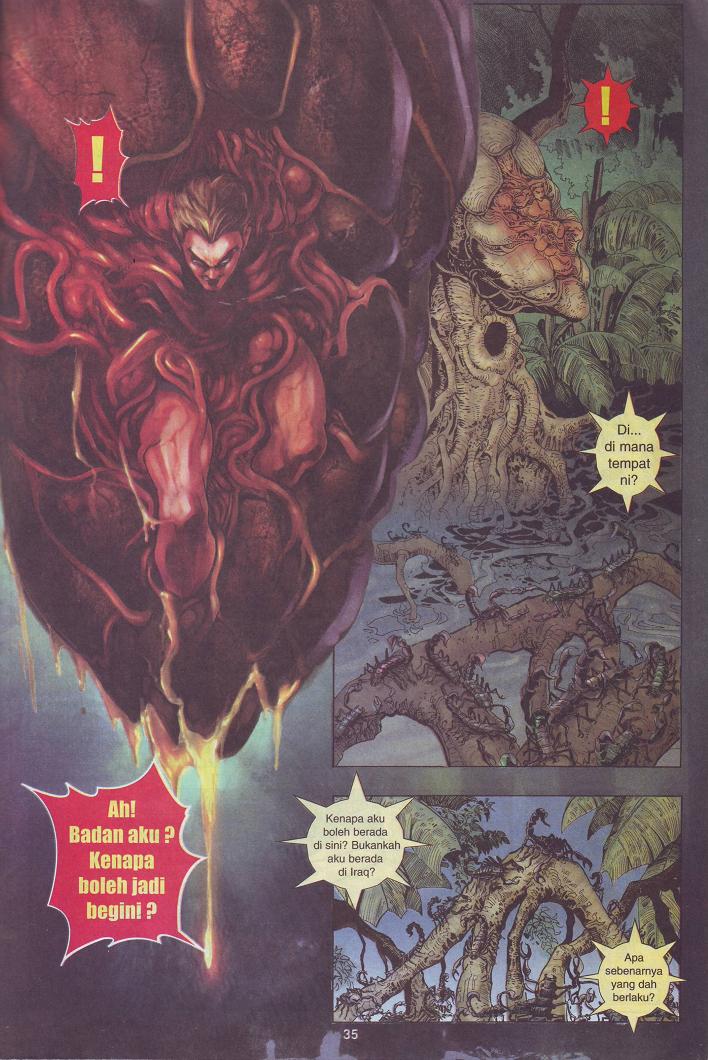 !
!
Di...
di mana
tempat
ni?
Ah!
Badan aku ?
Kenapa
boleh jadi
begini ?
Kenapa aku
boleh berada
di sini? Bukankah
aku berada
di Iraq?
Apa
sebenarnya
yang dah
berlaku?
35